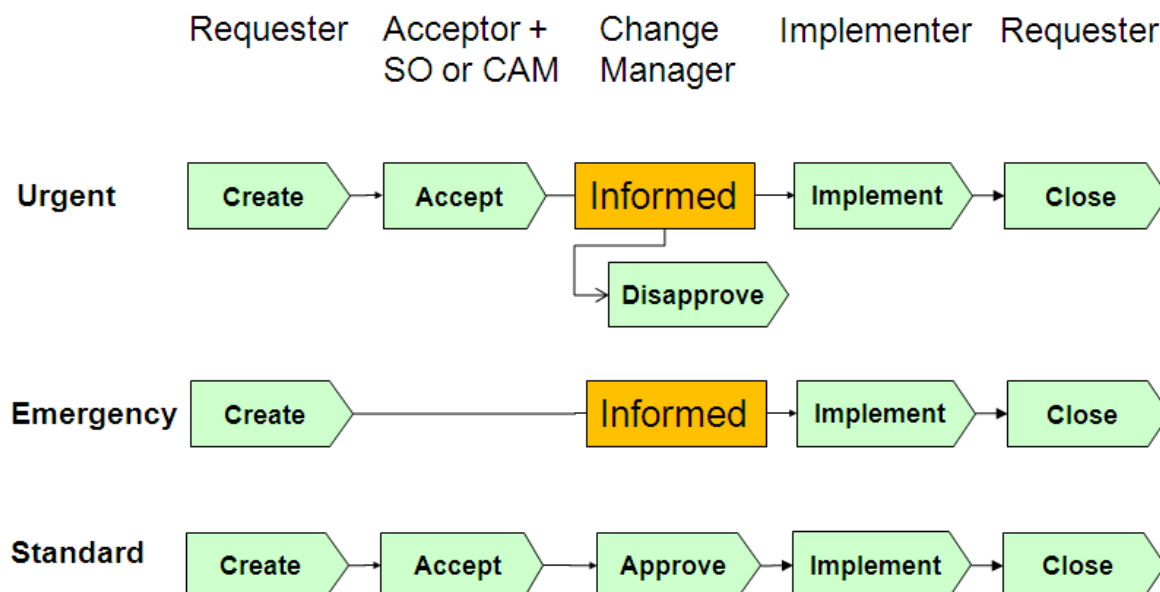 Requester
Acceptor +
SO or CAM
Change
Manager
Implementer
Requester
Urgent
Create
Accept
Informed
Implement
Close
Disapprove
Emergency
Create
Informed
Implement
Close
Standard
Create
Accept
Approve
Implement
Close